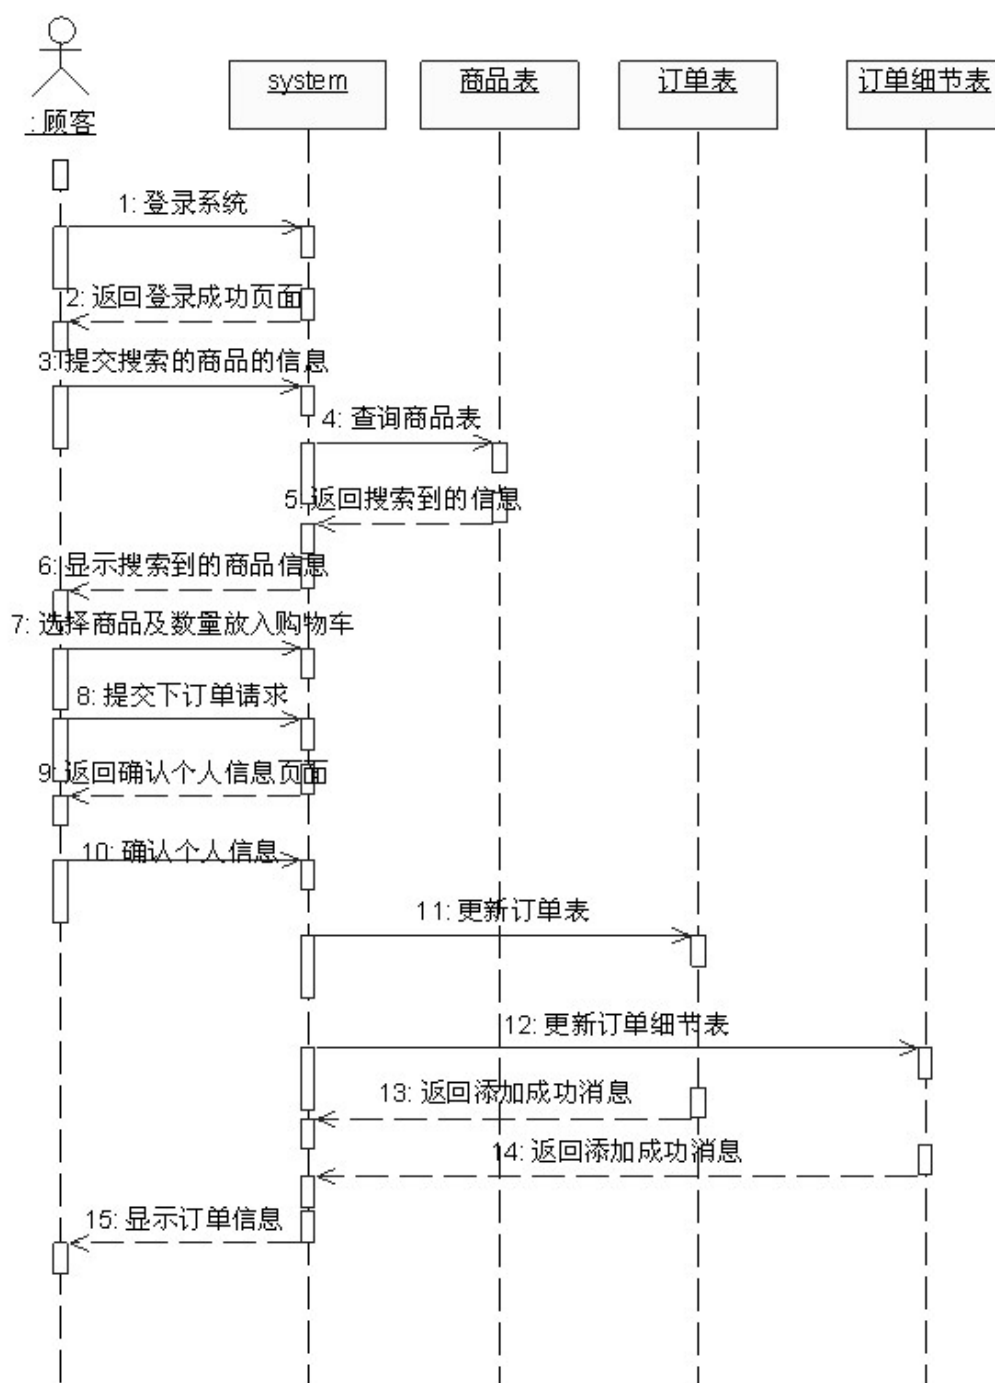 system
商品表
订单表
订单细节表
: 顾客
1: 登录系统
2: 返回登录成功页面
3: 提交搜索的商品的信息
4: 查询商品表
5: 返回搜索到的信息
6: 显示搜索到的商品信息
7: 选择商品及数量放入购物车
8: 提交下订单请求
9: 返回确认个人信息页面
10: 确认个人信息
11: 更新订单表
12: 更新订单细节表
13: 返回添加成功消息
14: 返回添加成功消息
15: 显示订单信息